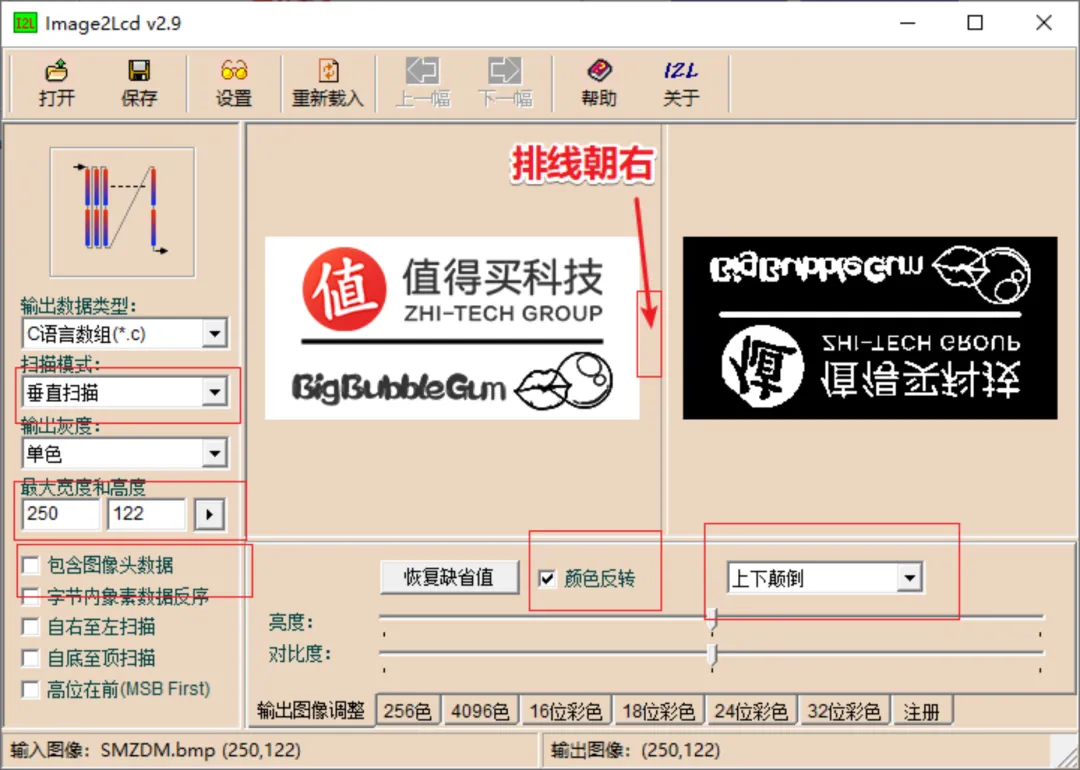 Image2Lcd v2.9
打开
保存
设置
重新载入
上一幅
下一幅
帮助
I2L
关于
排线朝右
输出数据类型:
C语言数组(*.c)
扫描模式:
垂直扫描
输出灰度:
单色
最大宽度和高度
250 122
包含图像头数据
字节内象素数据反序
自右至左扫描
自底至顶扫描
高位在前(MSB First)
值
值得买科技
ZHI-TECH GROUP
BigBubbleGum
BigBubbleGum
值
ZHI-TECH GROUP
值得买科技
恢复缺省值
颜色反转
上下颠倒
亮度:
对比度:
输出图像调整 256色 4096色 16位彩色 18位彩色 24位彩色 32位彩色 注册
输入图像: SMZDM.bmp (250,122)
输出图像: (250,122)